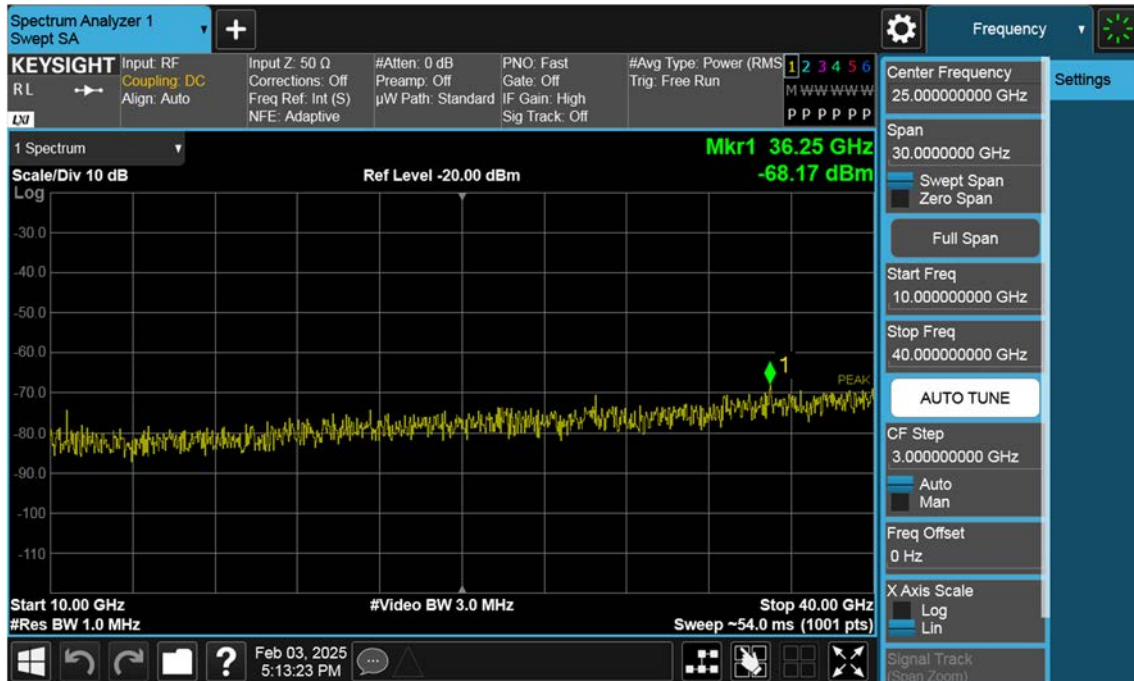 Spectrum Analyzer 1
Swept SA
+
Frequency
KEYSIGHT
RL
LXI
Input: RF
Coupling: DC
Align: Auto
Input Z: 50 Ω
Corrections: Off
Freq Ref: Int (S)
NFE: Adaptive
#Atten: 0 dB
Preamp: Off
µW Path: Standard
PNO: Fast
Gate: Off
IF Gain: High
Sig Track: Off
#Avg Type: Power (RMS
Trig: Free Run
1 2 3 4 5 6
M W W W W W
P P P P P P
1 Spectrum
Mkr1 36.25 GHz
-68.17 dBm
Scale/Div 10 dB
Ref Level -20.00 dBm
Log
-30.0
-40.0
-50.0
-60.0
-70.0
-80.0
-90.0
-100
-110
1
PEAK
Start 10.00 GHz
#Res BW 1.0 MHz
#Video BW 3.0 MHz
Stop 40.00 GHz
Sweep ~54.0 ms (1001 pts)
Center Frequency
25.000000000 GHz
Settings
Span
30.0000000 GHz
Swept Span
Zero Span
Full Span
Start Freq
10.000000000 GHz
Stop Freq
40.000000000 GHz
AUTO TUNE
CF Step
3.000000000 GHz
Auto
Man
Freq Offset
0 Hz
X Axis Scale
Log
Lin
Signal Track
(Span Zoom)
?
Feb 03, 2025
5:13:23 PM